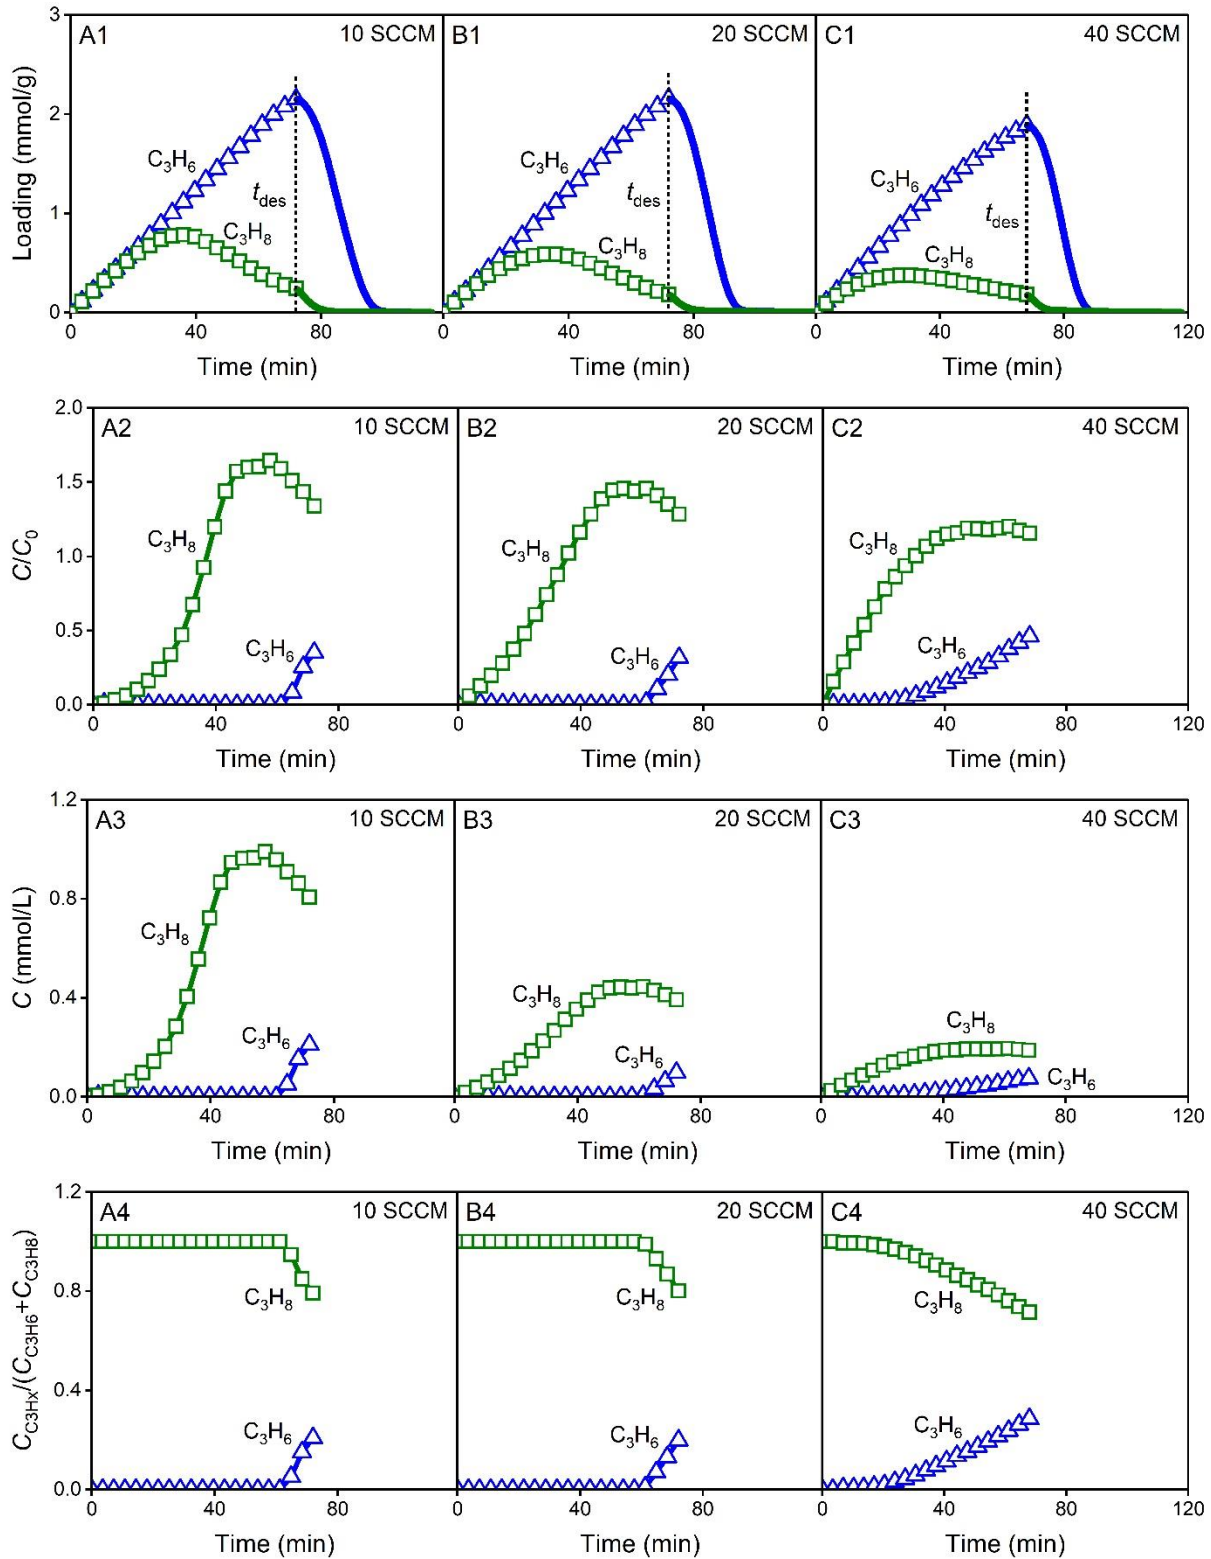 A1 10 SCCM B1 20 SCCM C1 40 SCCM
Loading (mmol/g)
3
2
1
0
C₃H₆ C₃H₆ C₃H₆
t_des t_des t_des
C₃H₈ C₃H₈ C₃H₈
0 40 80 0 40 80 0 40 80 120
Time (min) Time (min) Time (min)
A2 10 SCCM B2 20 SCCM C2 40 SCCM
C/C₀
2.0
1.5
1.0
0.5
0.0
C₃H₈ C₃H₈ C₃H₈
C₃H₆ C₃H₆ C₃H₆
0 40 80 0 40 80 0 40 80 120
Time (min) Time (min) Time (min)
A3 10 SCCM B3 20 SCCM C3 40 SCCM
C (mmol/L)
1.2
0.8
0.4
0.0
C₃H₈ C₃H₈ C₃H₈
C₃H₆ C₃H₆ C₃H₆
0 40 80 0 40 80 0 40 80 120
Time (min) Time (min) Time (min)
A4 10 SCCM B4 20 SCCM C4 40 SCCM
C_C3Hx/(C_C3H6+C_C3H8)
1.2
0.8
0.4
0.0
C₃H₈ C₃H₈ C₃H₈
C₃H₆ C₃H₆ C₃H₆
0 40 80 0 40 80 0 40 80 120
Time (min) Time (min) Time (min)